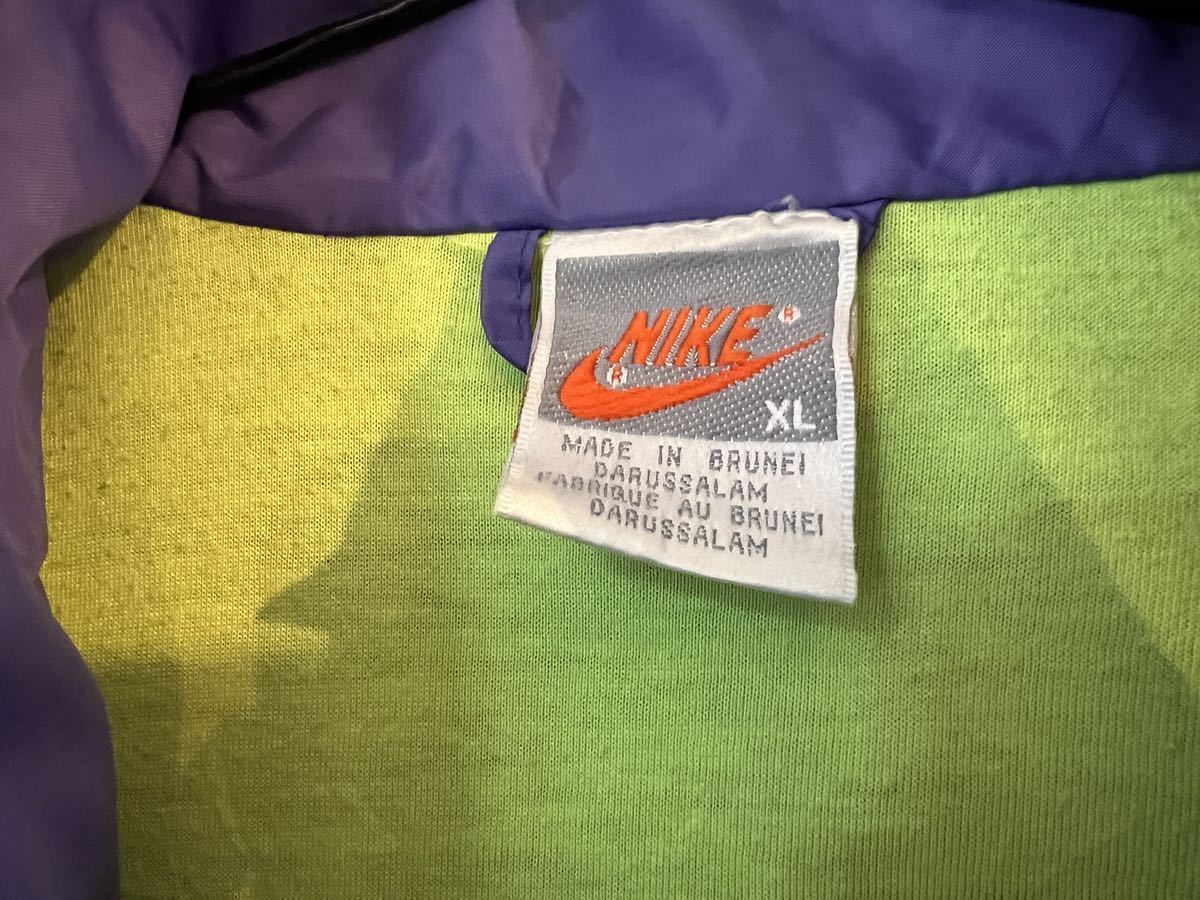 NIKE ®
®
XL
MADE IN BRUNEI
DARUSSALAM
FABRIQUE AU BRUNEI
DARUSSALAM